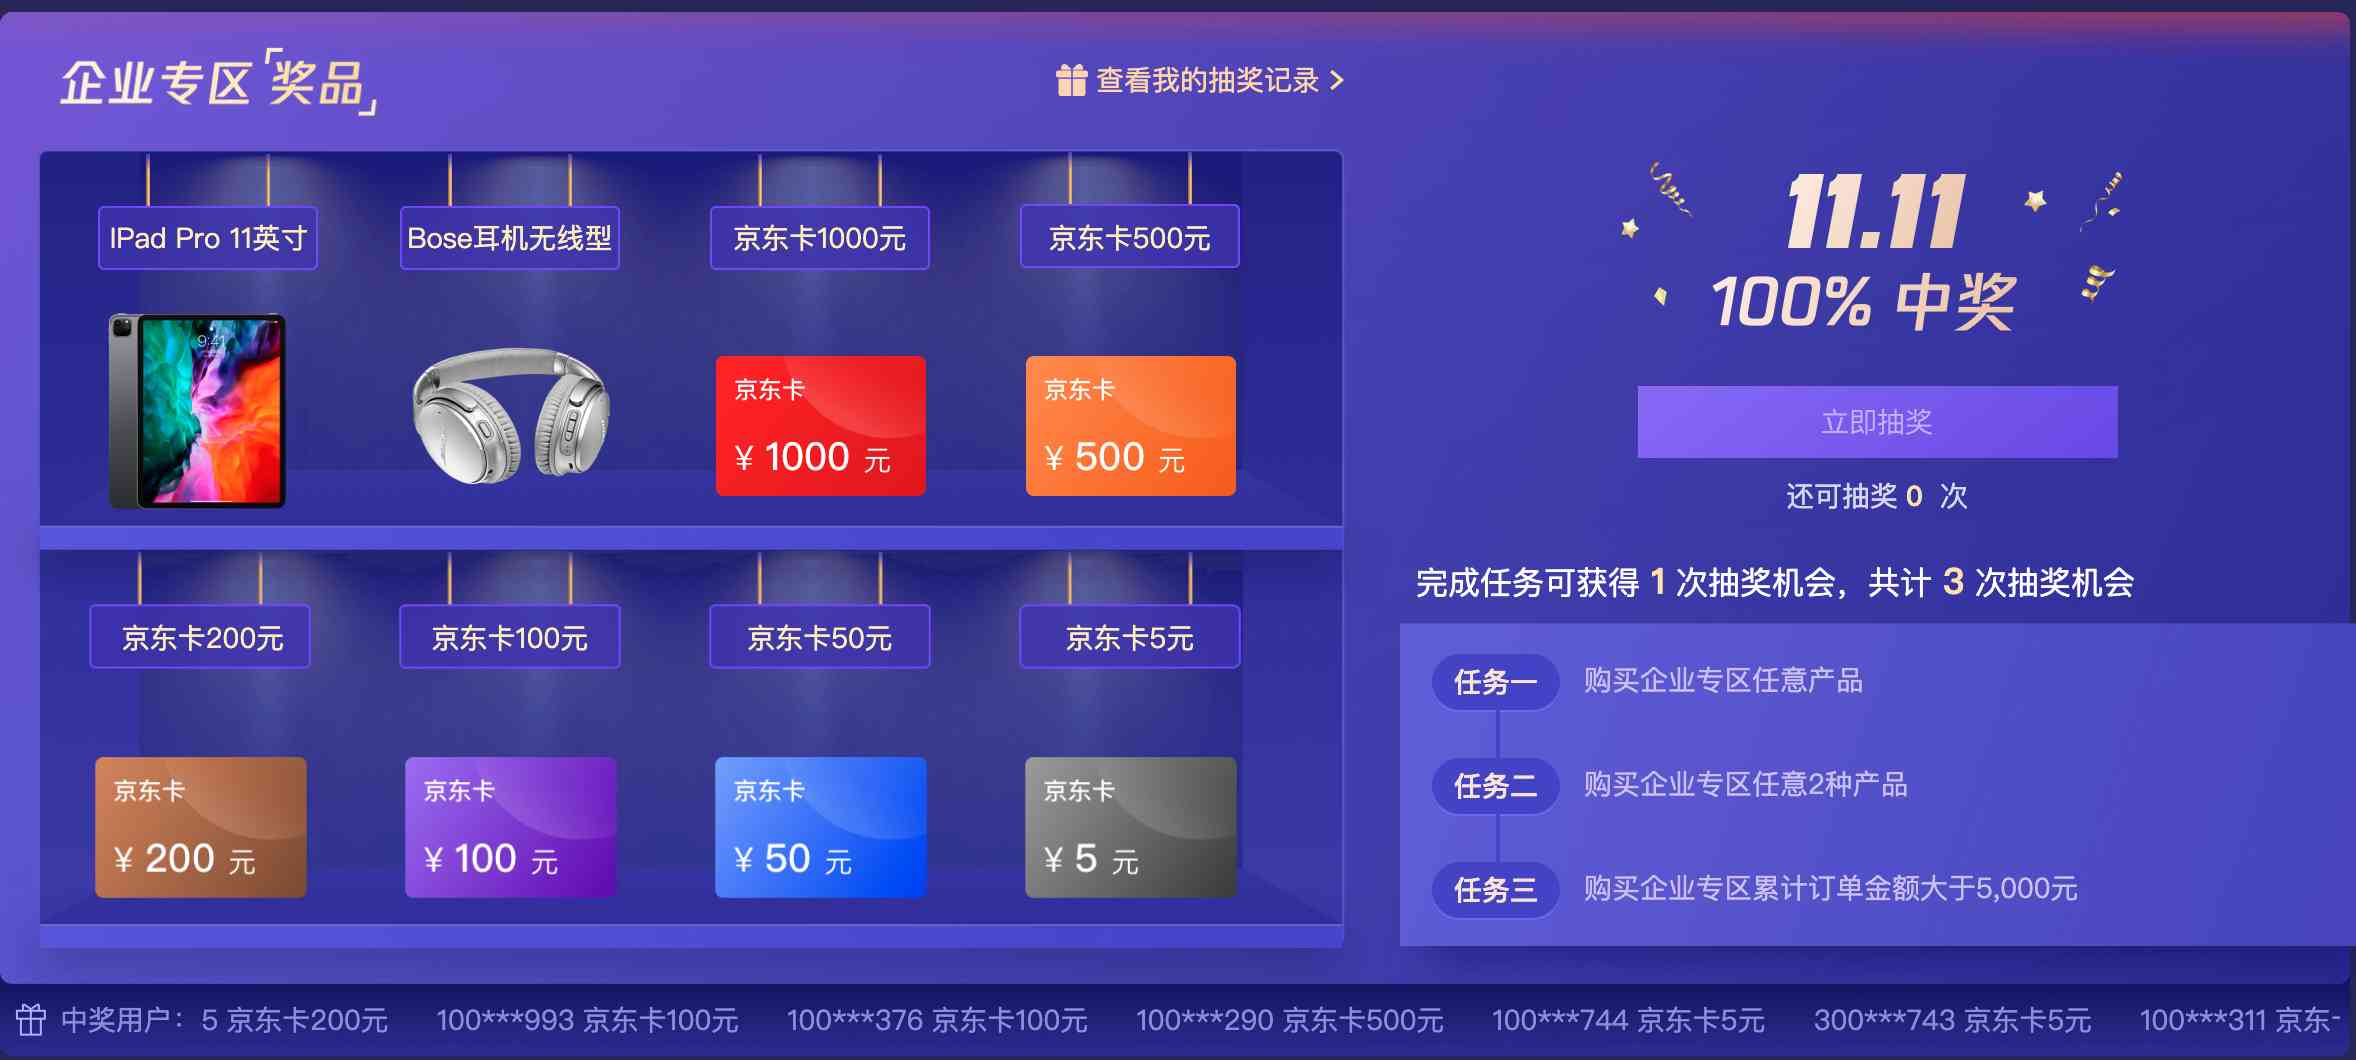 企业专区「奖品」
查看我的抽奖记录 >
IPad Pro 11英寸
Bose耳机无线型
京东卡1000元
京东卡500元
9:41
京东卡
¥ 1000 元
京东卡
¥ 500 元
京东卡200元
京东卡100元
京东卡50元
京东卡5元
京东卡
¥ 200 元
京东卡
¥ 100 元
京东卡
¥ 50 元
京东卡
¥ 5 元
11.11
100% 中奖
立即抽奖
还可抽奖 0 次
完成任务可获得 1 次抽奖机会，共计 3 次抽奖机会
任务一 购买企业专区任意产品
任务二 购买企业专区任意2种产品
任务三 购买企业专区累计订单金额大于5,000元
中奖用户：5 京东卡200元 100***993 京东卡100元 100***376 京东卡100元 100***290 京东卡500元 100***744 京东卡5元 300***743 京东卡5元 100***311 京东